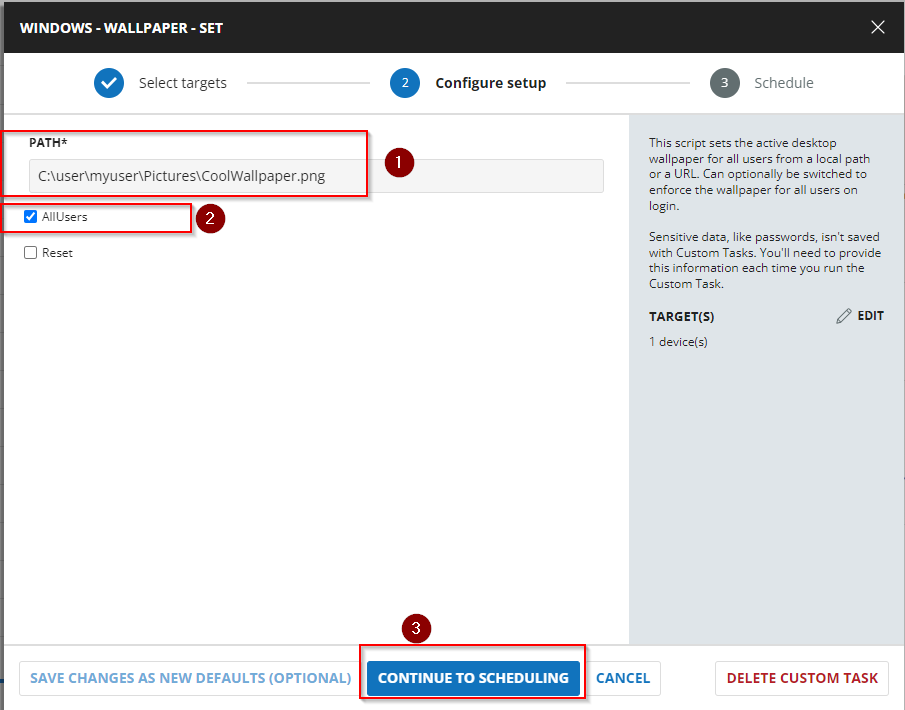 WINDOWS - WALLPAPER - SET
Select targets
2
Configure setup
3
Schedule
PATH*
C:\user\myuser\Pictures\CoolWallpaper.png
1
AllUsers
2
Reset
This script sets the active desktop
wallpaper for all users from a local path
or a URL. Can optionally be switched to
enforce the wallpaper for all users on
login.
Sensitive data, like passwords, isn't saved
with Custom Tasks. You'll need to provide
this information each time you run the
Custom Task.
TARGET(S)
EDIT
1 device(s)
3
SAVE CHANGES AS NEW DEFAULTS (OPTIONAL)
CONTINUE TO SCHEDULING
CANCEL
DELETE CUSTOM TASK